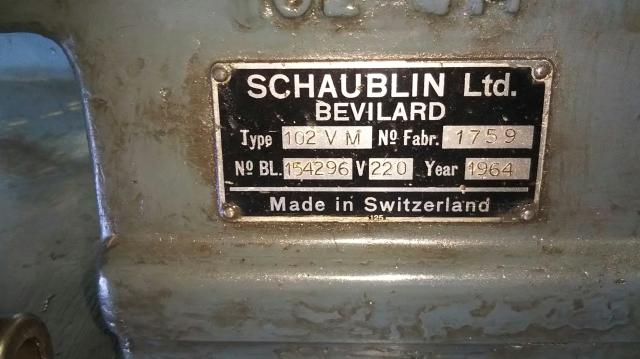 SCHAUBLIN Ltd.
BEVILARD
Type 102 V M No Fabr. 1759
No BL. 154296 V 220 Year 1964
Made in Switzerland